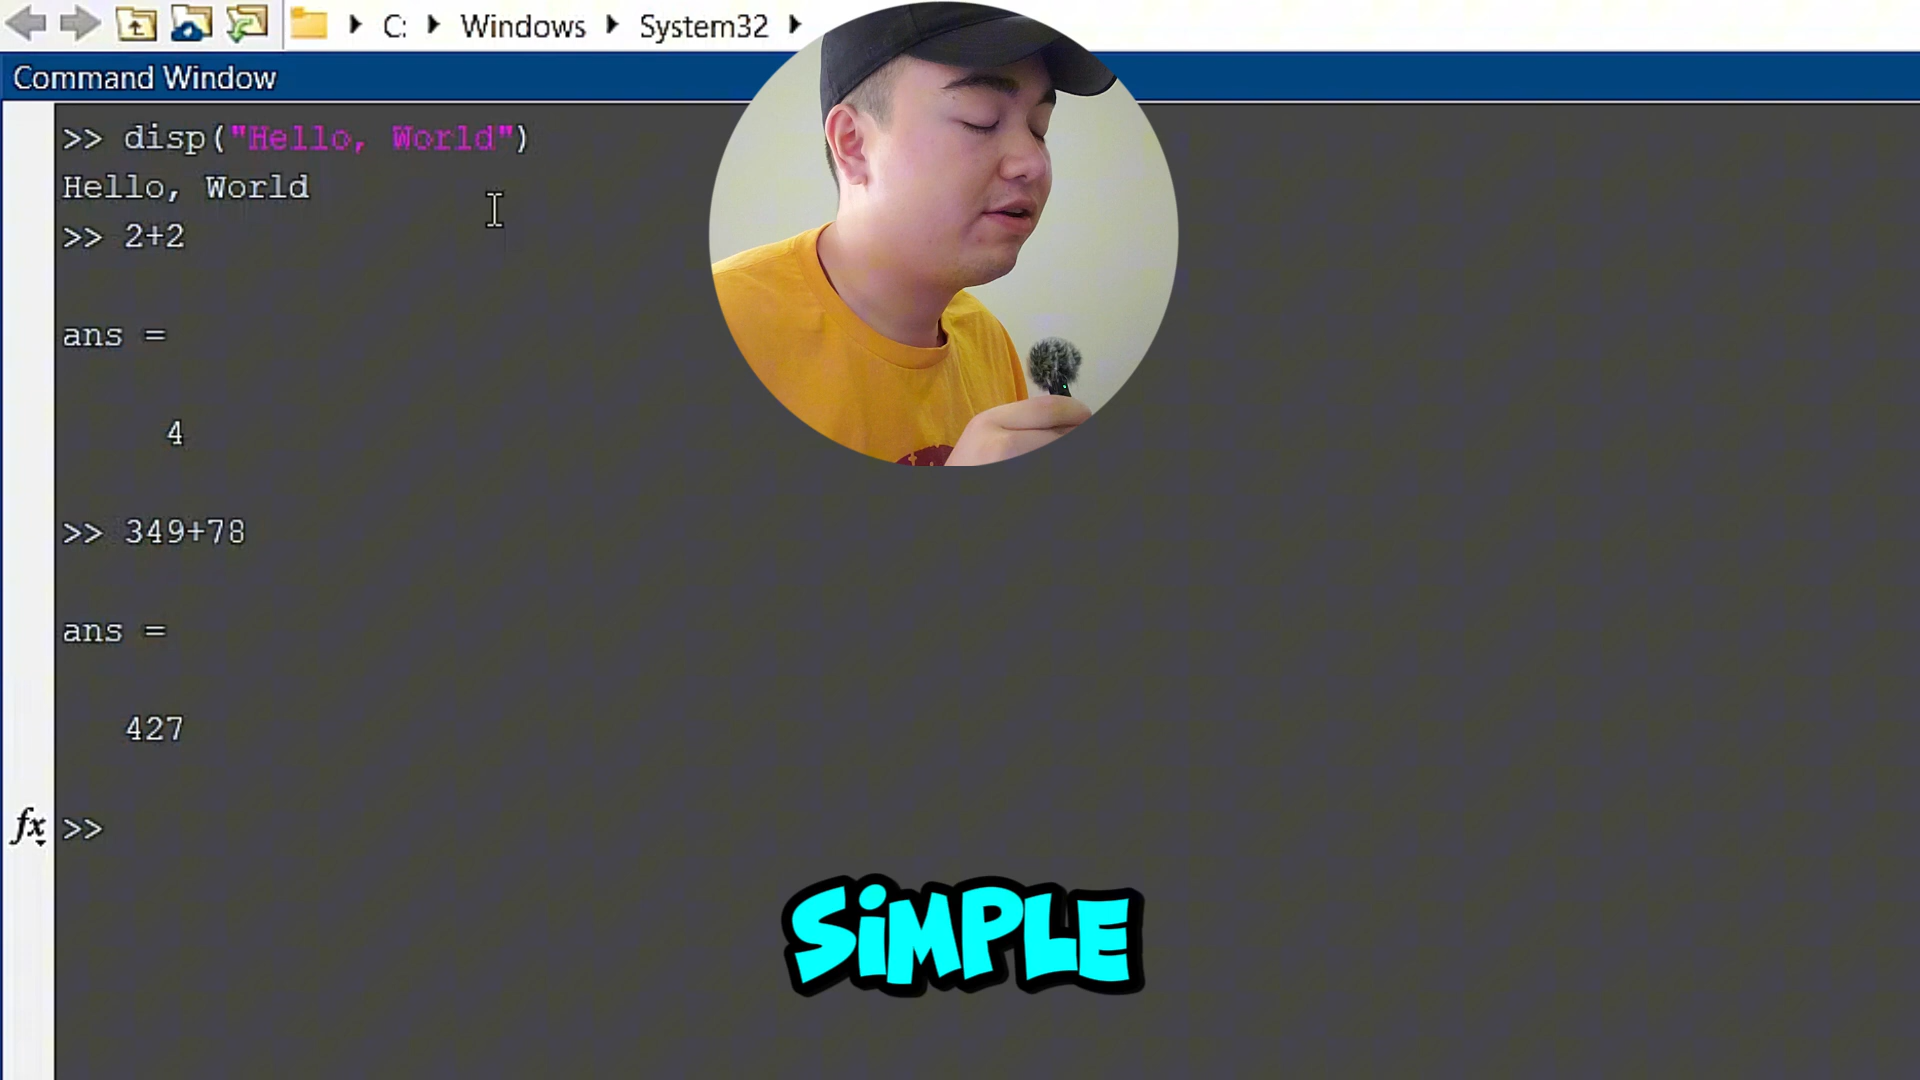 C: Windows System32
Command Window
>> disp("Hello, World")
Hello, World
>> 2+2
ans =
4
>> 349+78
ans =
427
fx >>
SiMPLE